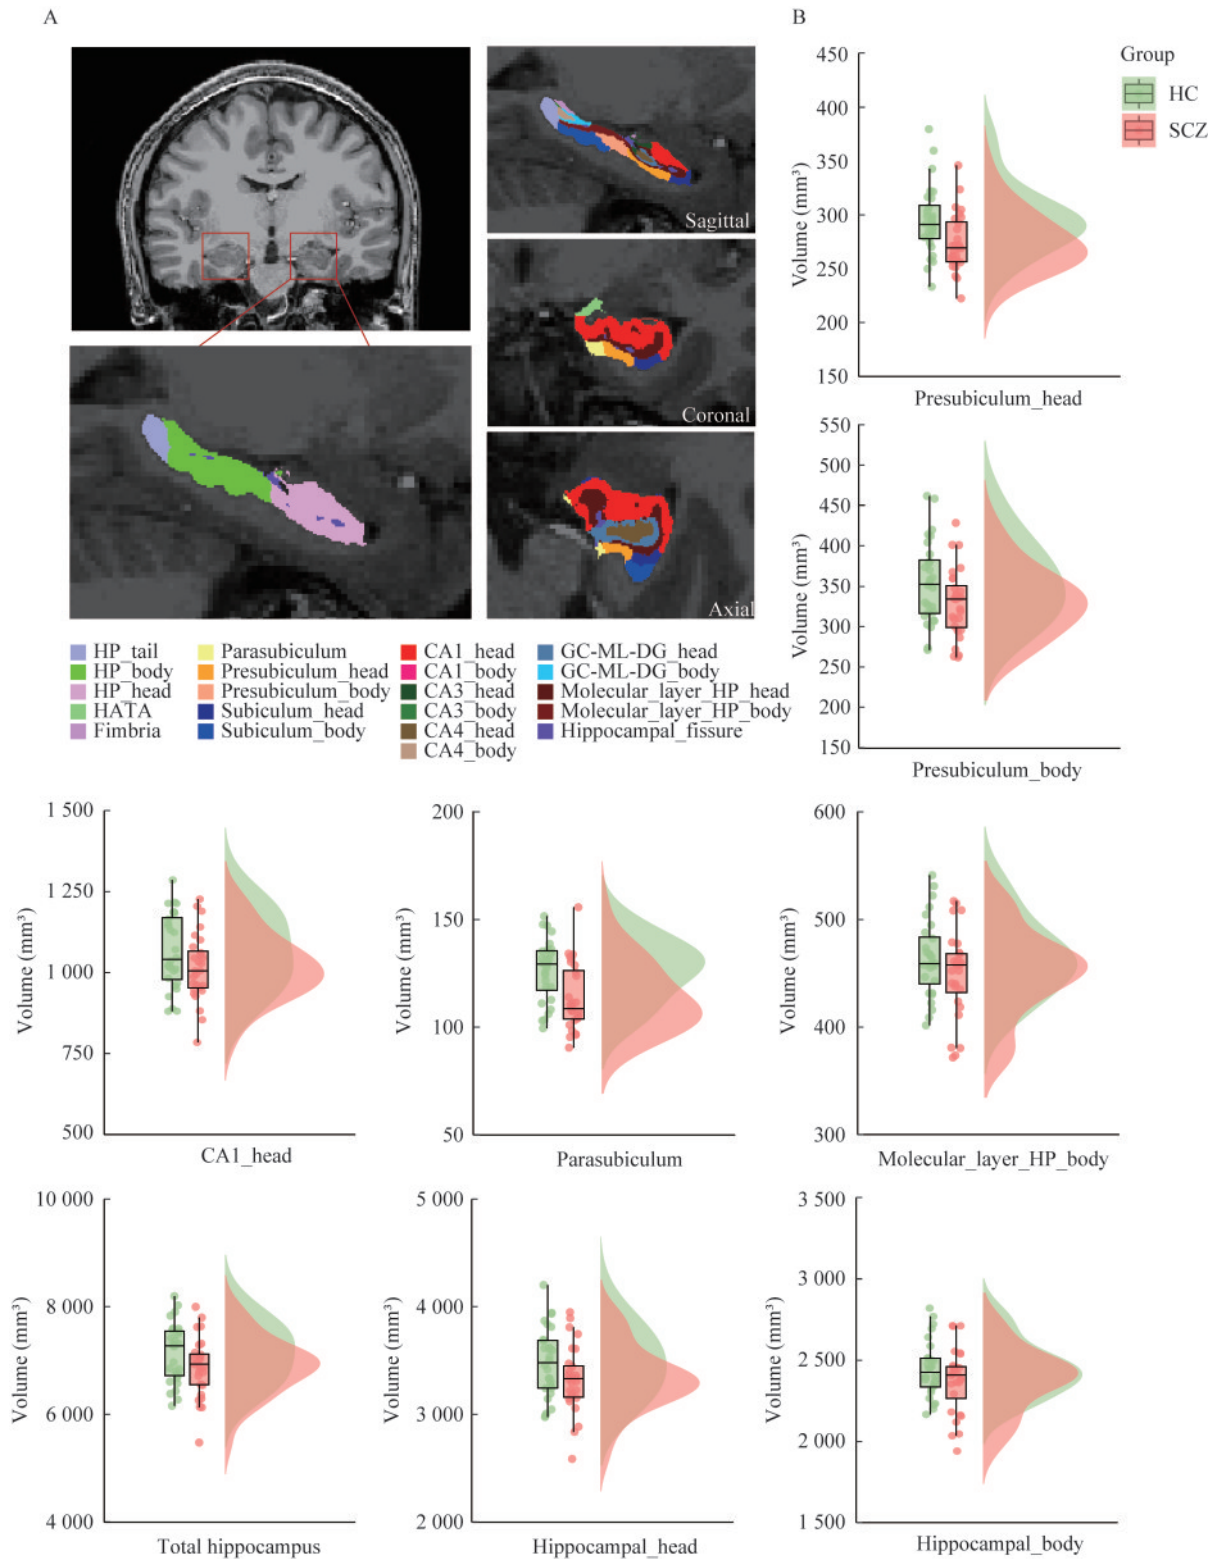 A
B
Sagittal
Coronal
Axial
HP_tail
HP_body
HP_head
HATA
Fimbria
Parasubiculum
Presubiculum_head
Presubiculum_body
Subiculum_head
Subiculum_body
CA1_head
CA1_body
CA3_head
CA3_body
CA4_head
CA4_body
GC-ML-DG_head
GC-ML-DG_body
Molecular_layer_HP_head
Molecular_layer_HP_body
Hippocampal_fissure
Group
HC
SCZ
Volume (mm³)
450
400
350
300
250
200
150
Presubiculum_head
Volume (mm³)
550
500
450
400
350
300
250
200
150
Presubiculum_body
Volume (mm³)
1 500
1 250
1 000
750
500
CA1_head
Volume (mm³)
200
150
100
50
Parasubiculum
Volume (mm³)
600
500
400
300
Molecular_layer_HP_body
Volume (mm³)
10 000
8 000
6 000
4 000
Total hippocampus
Volume (mm³)
5 000
4 000
3 000
2 000
Hippocampal_head
Volume (mm³)
3 500
3 000
2 500
2 000
1 500
Hippocampal_body